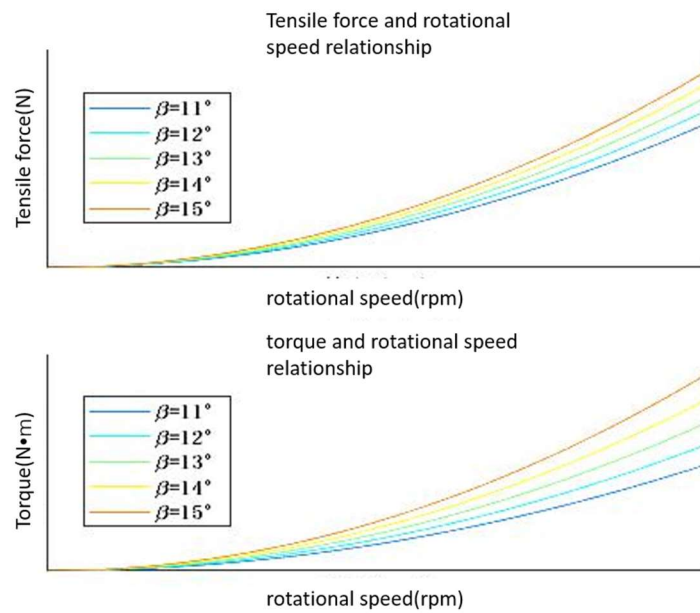 Tensile force and rotational
speed relationship
Tensile force(N)
β=11°
β=12°
β=13°
β=14°
β=15°
rotational speed(rpm)
torque and rotational speed
relationship
Torque(N•m)
β=11°
β=12°
β=13°
β=14°
β=15°
rotational speed(rpm)